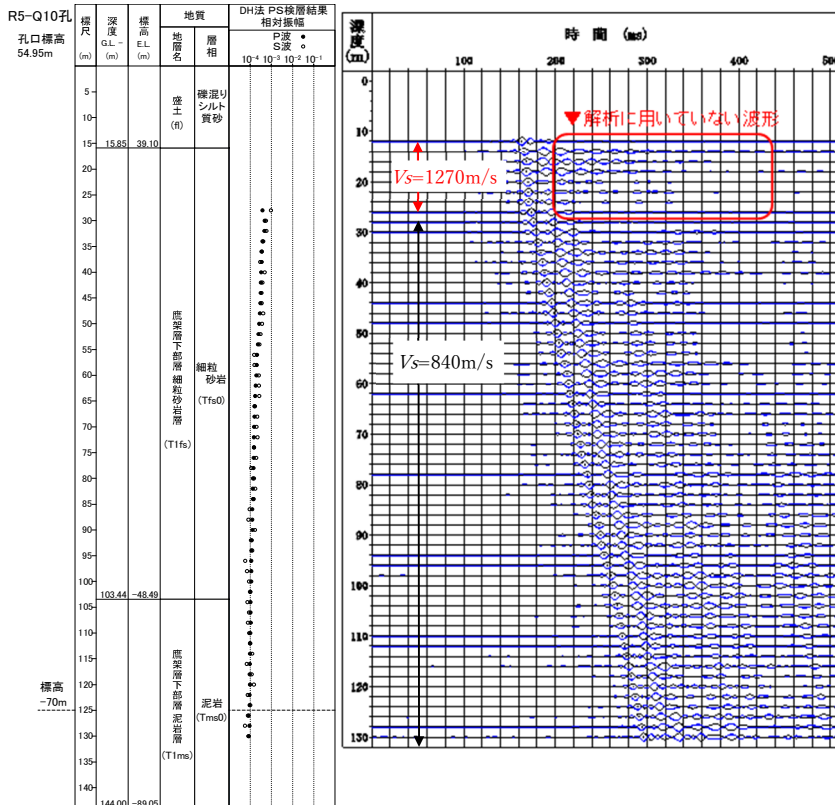 R5-Q10孔
孔口標高
54.95m
標尺
(m)
深度
G.L.-
(m)
標高
E.L.
(m)
地質
地層名
層相
DH法 PS検層結果
相対振幅
P波 ●
S波 ○
10⁻⁴ 10⁻³ 10⁻² 10⁻¹
5
10
15
20
25
30
35
40
45
50
55
60
65
70
75
80
85
90
95
100
105
110
115
120
125
130
135
140
15.85 39.10
103.44 -48.49
144.00 -89.05
盛土
(fl)
礫混り
シルト
質砂
鷹架層下部層 細粒砂岩層
(T1fs)
細粒
砂岩
(Tfs0)
鷹架層下部層 泥岩層
(T1ms)
泥岩
(Tms0)
標高
-70m
深度
(m)
時間 (ms)
100 200 300 400 500
0
10
20
30
40
50
60
70
80
90
100
110
120
130
▼解析に用いていない波形
Vs=1270m/s
Vs=840m/s